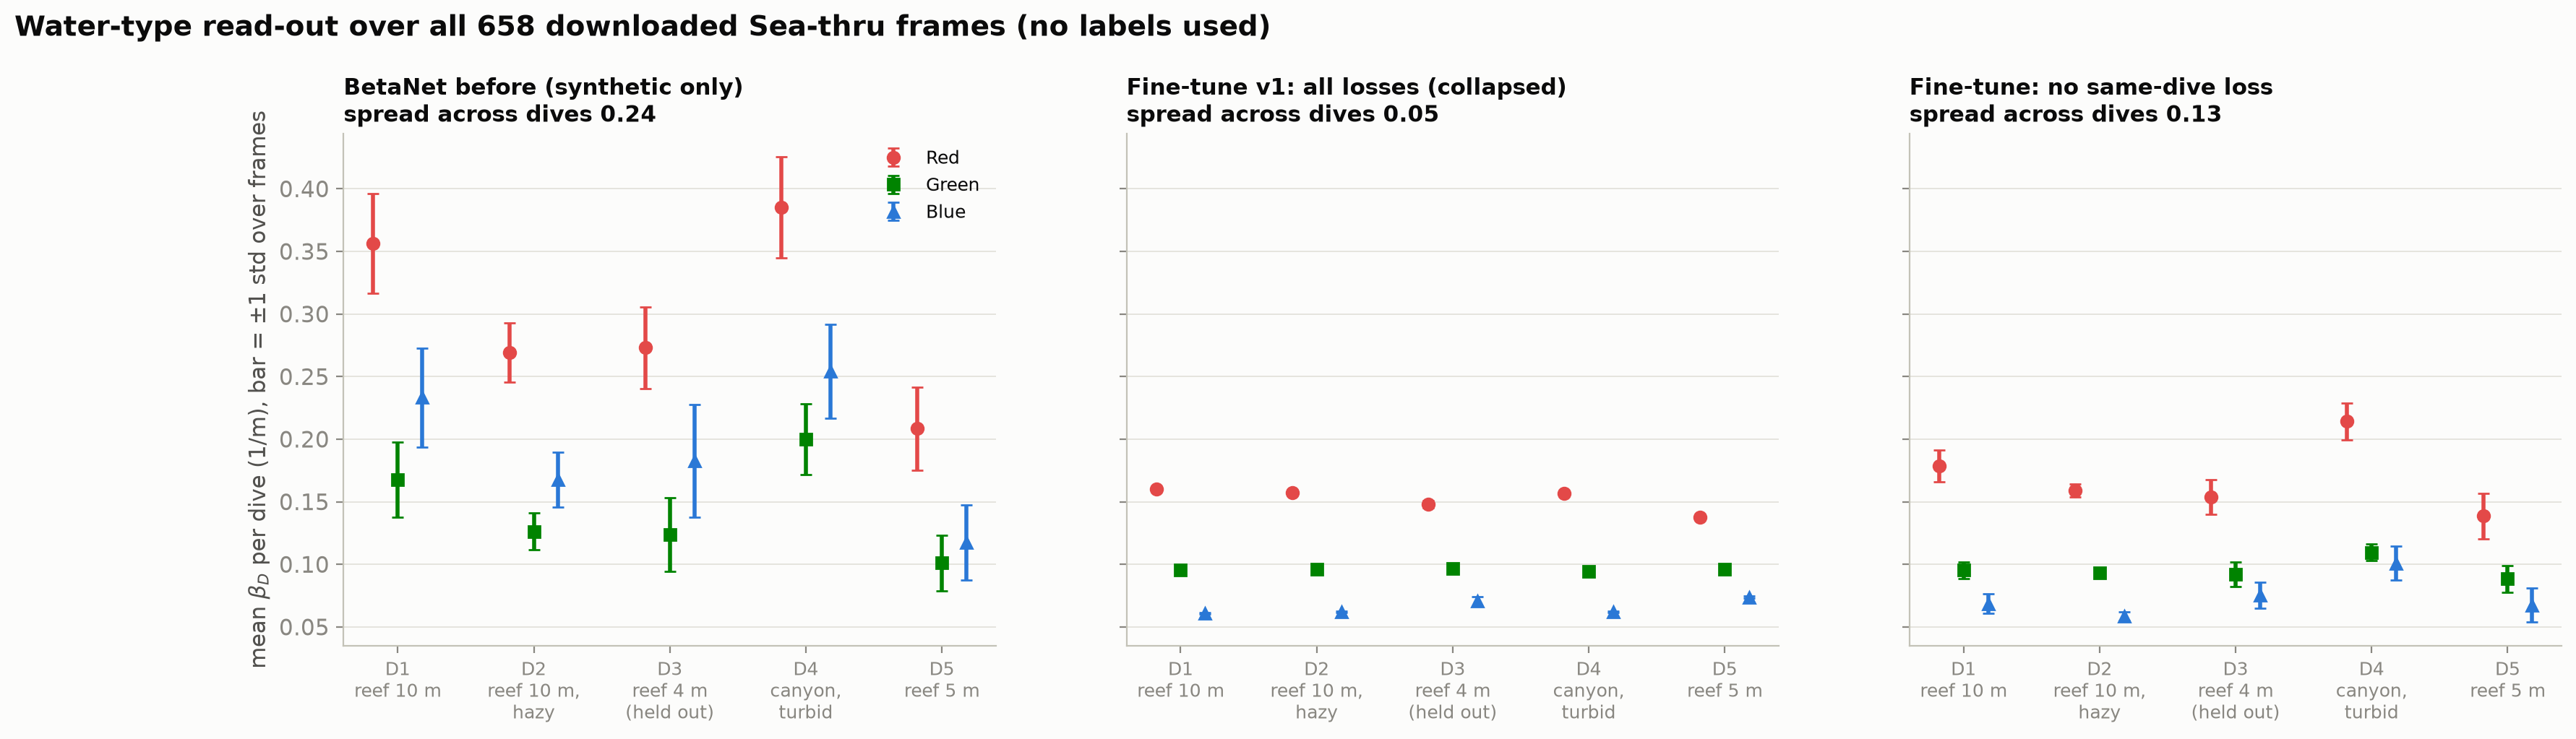 Water-type read-out over all 658 downloaded Sea-thru frames (no labels used)
BetaNet before (synthetic only)
spread across dives 0.24
mean βD per dive (1/m), bar = ±1 std over frames
0.40
0.35
0.30
0.25
0.20
0.15
0.10
0.05
Red
Green
Blue
D1
reef 10 m
D2
reef 10 m,
hazy
D3
reef 4 m
(held out)
D4
canyon,
turbid
D5
reef 5 m
Fine-tune v1: all losses (collapsed)
spread across dives 0.05
D1
reef 10 m
D2
reef 10 m,
hazy
D3
reef 4 m
(held out)
D4
canyon,
turbid
D5
reef 5 m
Fine-tune: no same-dive loss
spread across dives 0.13
D1
reef 10 m
D2
reef 10 m,
hazy
D3
reef 4 m
(held out)
D4
canyon,
turbid
D5
reef 5 m